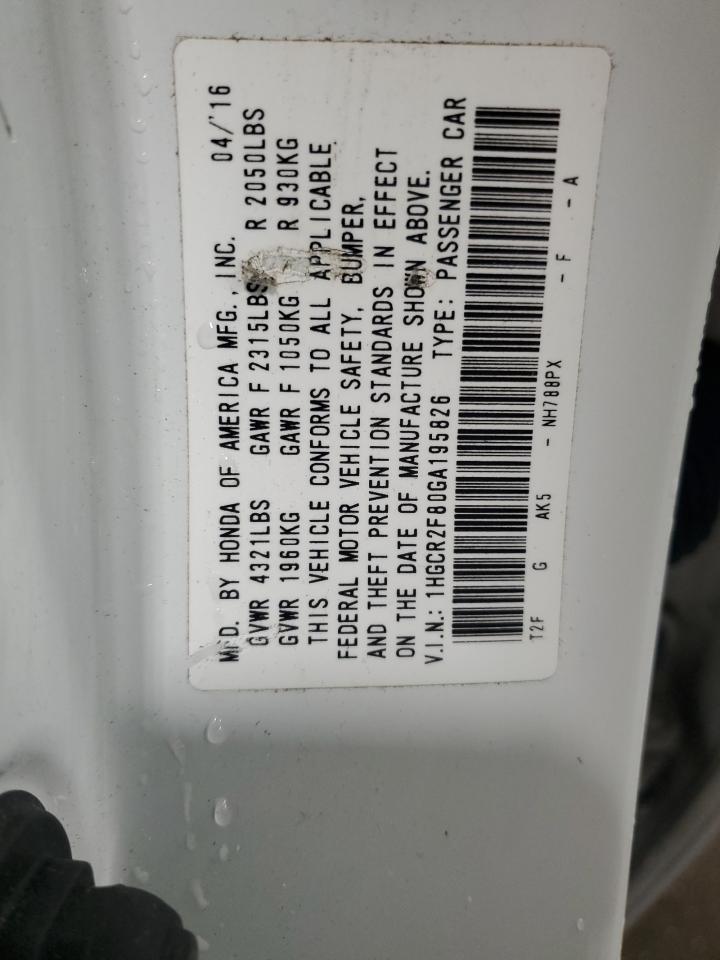 MFD. BY HONDA OF AMERICA MFG., INC. 04/'16
GVWR 4321LBS GAWR F 2315LBS R 2050LBS
GVWR 1960KG GAWR F 1050KG R 930KG
THIS VEHICLE CONFORMS TO ALL APPLICABLE
FEDERAL MOTOR VEHICLE SAFETY, BUMPER,
AND THEFT PREVENTION STANDARDS IN EFFECT
ON THE DATE OF MANUFACTURE SHOWN ABOVE.
V.I.N.: 1HGCR2F80GA195826 TYPE: PASSENGER CAR
T2F G AK5 - NH788PX - F - A